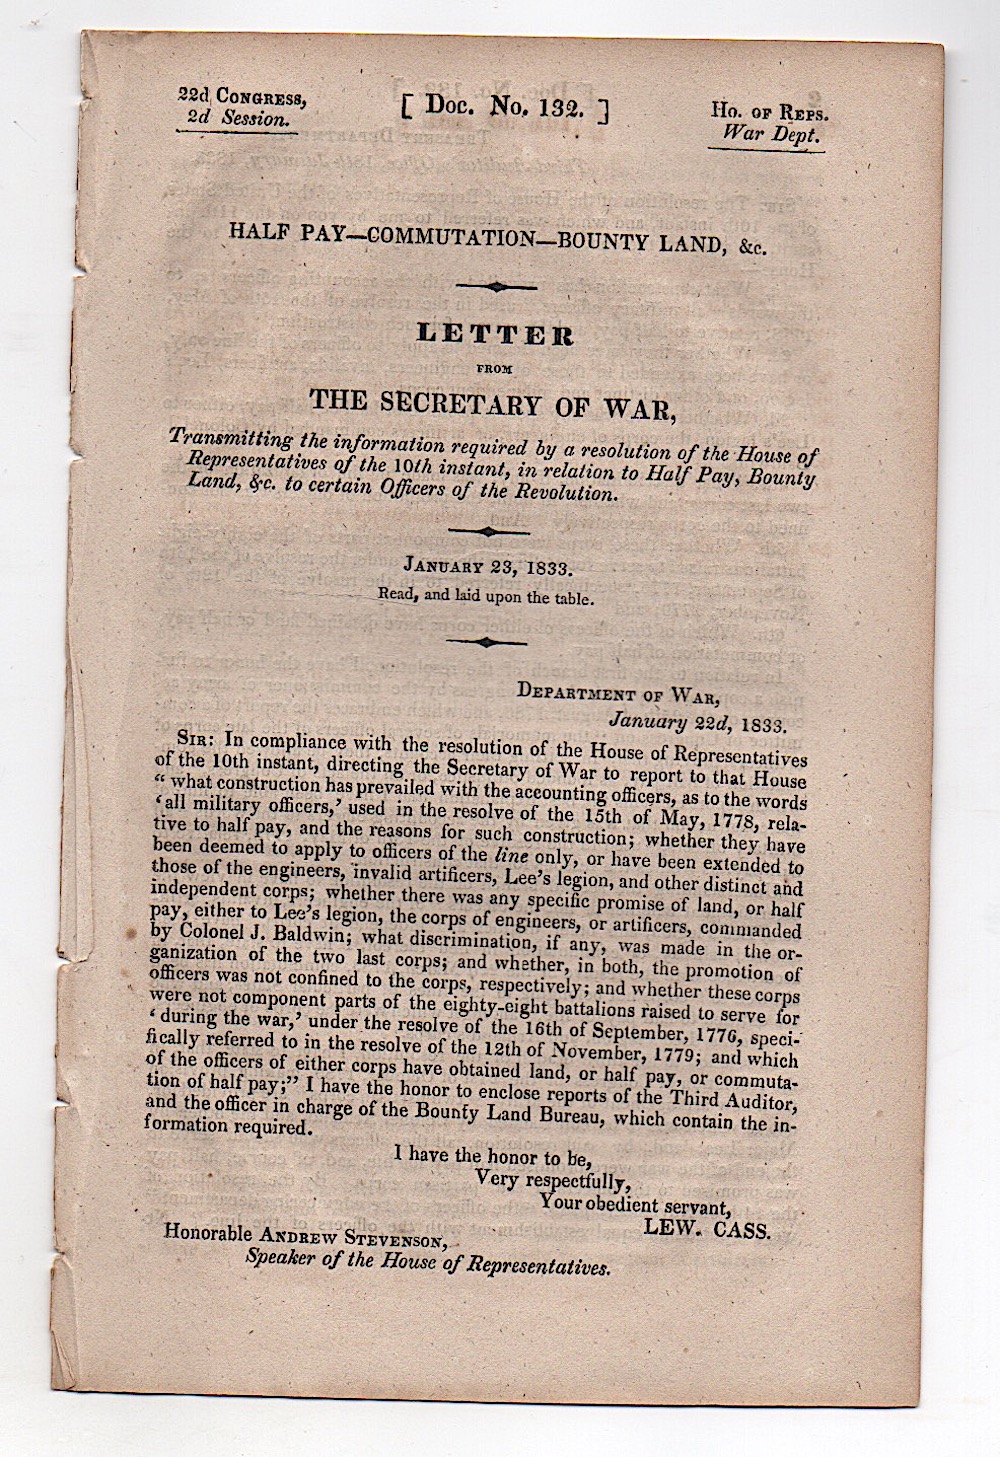 22d CONGRESS,
2d Session.
[ Doc. No. 132. ]
Ho. OF REPS.
War Dept.
HALF PAY—COMMUTATION—BOUNTY LAND, &c.
LETTER
FROM
THE SECRETARY OF WAR,
Transmitting the information required by a resolution of the House of
Representatives of the 10th instant, in relation to Half Pay, Bounty
Land, &c. to certain Officers of the Revolution.
JANUARY 23, 1833.
Read, and laid upon the table.
DEPARTMENT OF WAR,
January 22d, 1833.
SIR: In compliance with the resolution of the House of Representatives
of the 10th instant, directing the Secretary of War to report to that House
“ what construction has prevailed with the accounting officers, as to the words
‘all military officers,’ used in the resolve of the 15th of May, 1778, rela-
tive to half pay, and the reasons for such construction; whether they have
been deemed to apply to officers of the line only, or have been extended to
those of the engineers, invalid artificers, Lee’s legion, and other distinct and
independent corps; whether there was any specific promise of land, or half
pay, either to Lee’s legion, the corps of engineers, or artificers, commanded
by Colonel J. Baldwin; what discrimination, if any, was made in the or-
ganization of the two last corps; and whether, in both, the promotion of
officers was not confined to the corps, respectively; and whether these corps
were not component parts of the eighty-eight battalions raised to serve for
‘ during the war,’ under the resolve of the 16th of September, 1776, speci-
fically referred to in the resolve of the 12th of November, 1779; and which
of the officers of either corps have obtained land, or half pay, or commuta-
tion of half pay;” I have the honor to enclose reports of the Third Auditor,
and the officer in charge of the Bounty Land Bureau, which contain the in-
formation required.
I have the honor to be,
Very respectfully,
Your obedient servant,
LEW. CASS.
Honorable ANDREW STEVENSON,
Speaker of the House of Representatives.